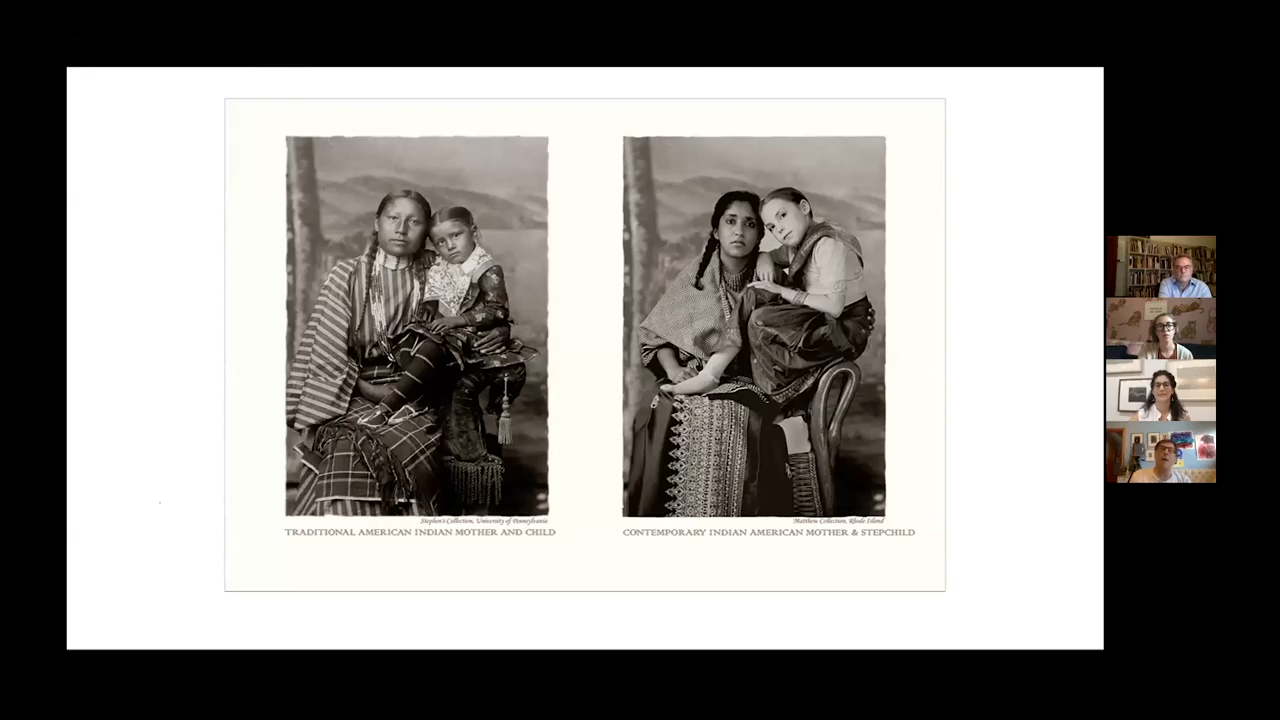 Stephen's Collection, University of Pennsylvania
TRADITIONAL AMERICAN INDIAN MOTHER AND CHILD
Matthew Collection, Rhode Island
CONTEMPORARY INDIAN AMERICAN MOTHER & STEPCHILD